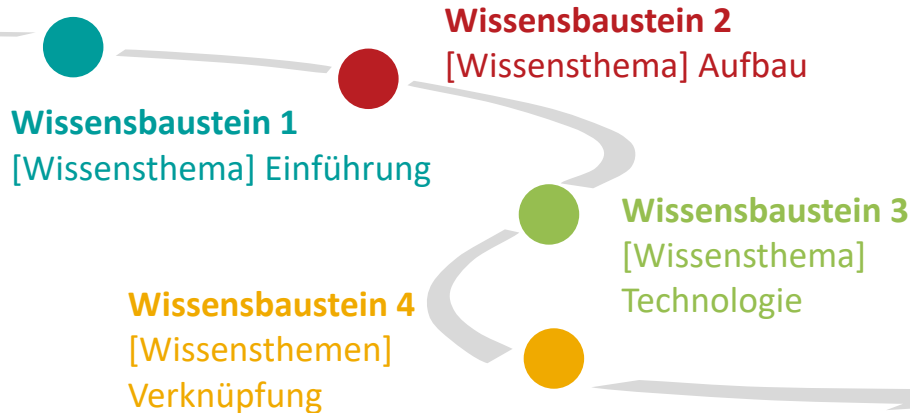 Wissensbaustein 1
[Wissensthema] Einführung
Wissensbaustein 2
[Wissensthema] Aufbau
Wissensbaustein 3
[Wissensthema]
Technologie
Wissensbaustein 4
[Wissensthemen]
Verknüpfung